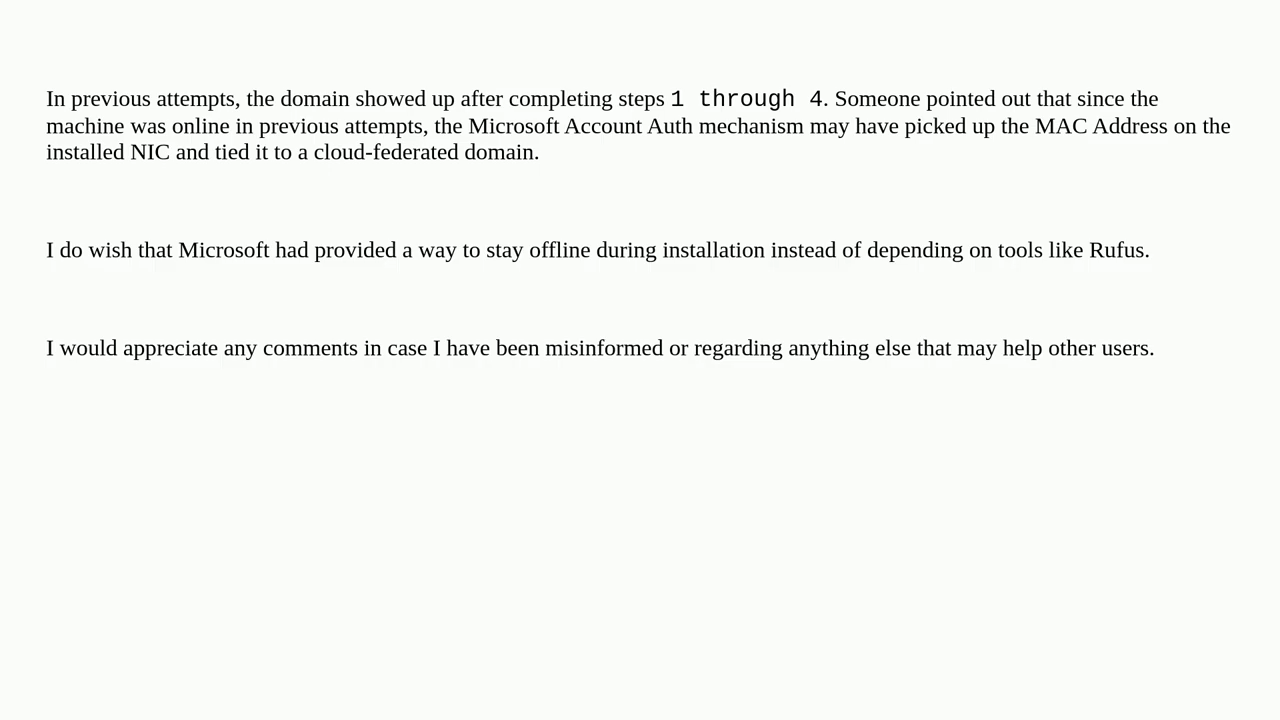 In previous attempts, the domain showed up after completing steps 1 through 4. Someone pointed out that since the
machine was online in previous attempts, the Microsoft Account Auth mechanism may have picked up the MAC Address on the
installed NIC and tied it to a cloud-federated domain.
I do wish that Microsoft had provided a way to stay offline during installation instead of depending on tools like Rufus.
I would appreciate any comments in case I have been misinformed or regarding anything else that may help other users.